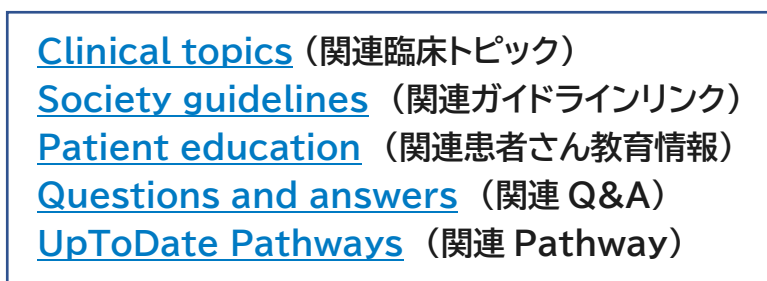 Clinical topics（関連臨床トピック）
Society guidelines（関連ガイドラインリンク）
Patient education（関連患者さん教育情報）
Questions and answers（関連 Q&A）
UpToDate Pathways（関連 Pathway）